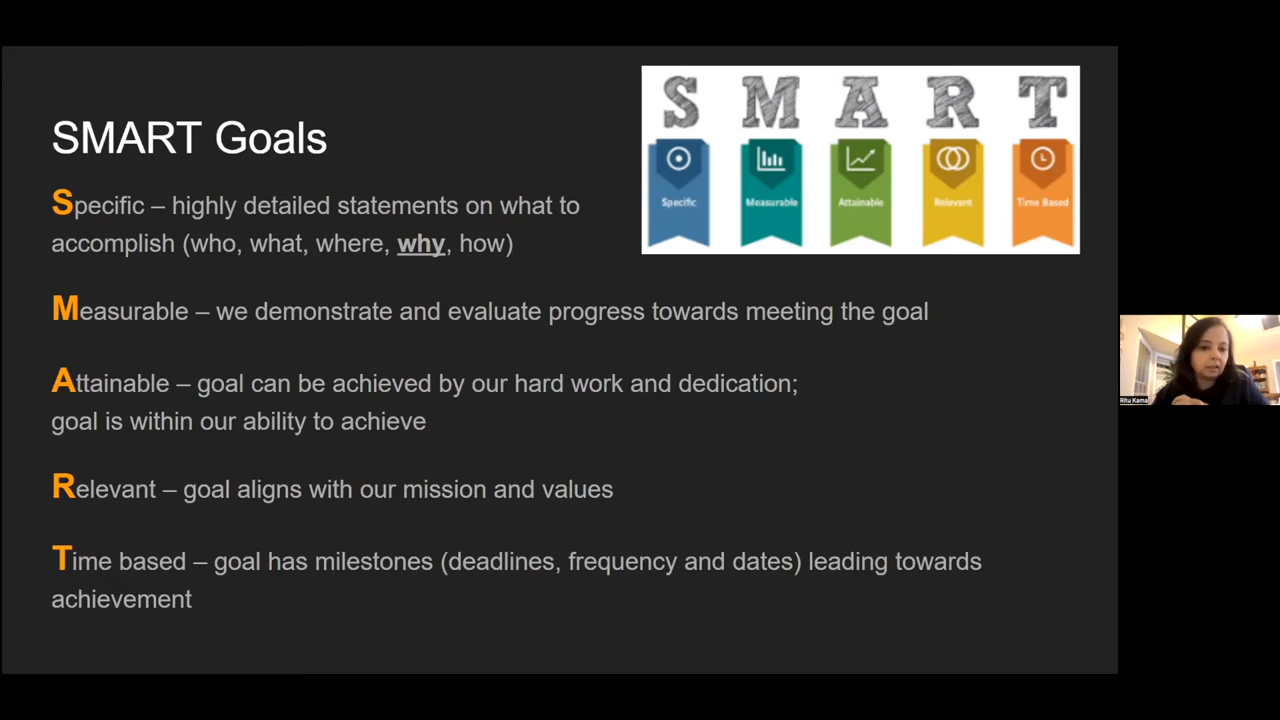 SMART Goals
Specific – highly detailed statements on what to
accomplish (who, what, where, why, how)
Measurable – we demonstrate and evaluate progress towards meeting the goal
Attainable – goal can be achieved by our hard work and dedication;
goal is within our ability to achieve
Relevant – goal aligns with our mission and values
Time based – goal has milestones (deadlines, frequency and dates) leading towards
achievement
S M A R T
Specific Measurable Attainable Relevant Time Based
Ritu Kama